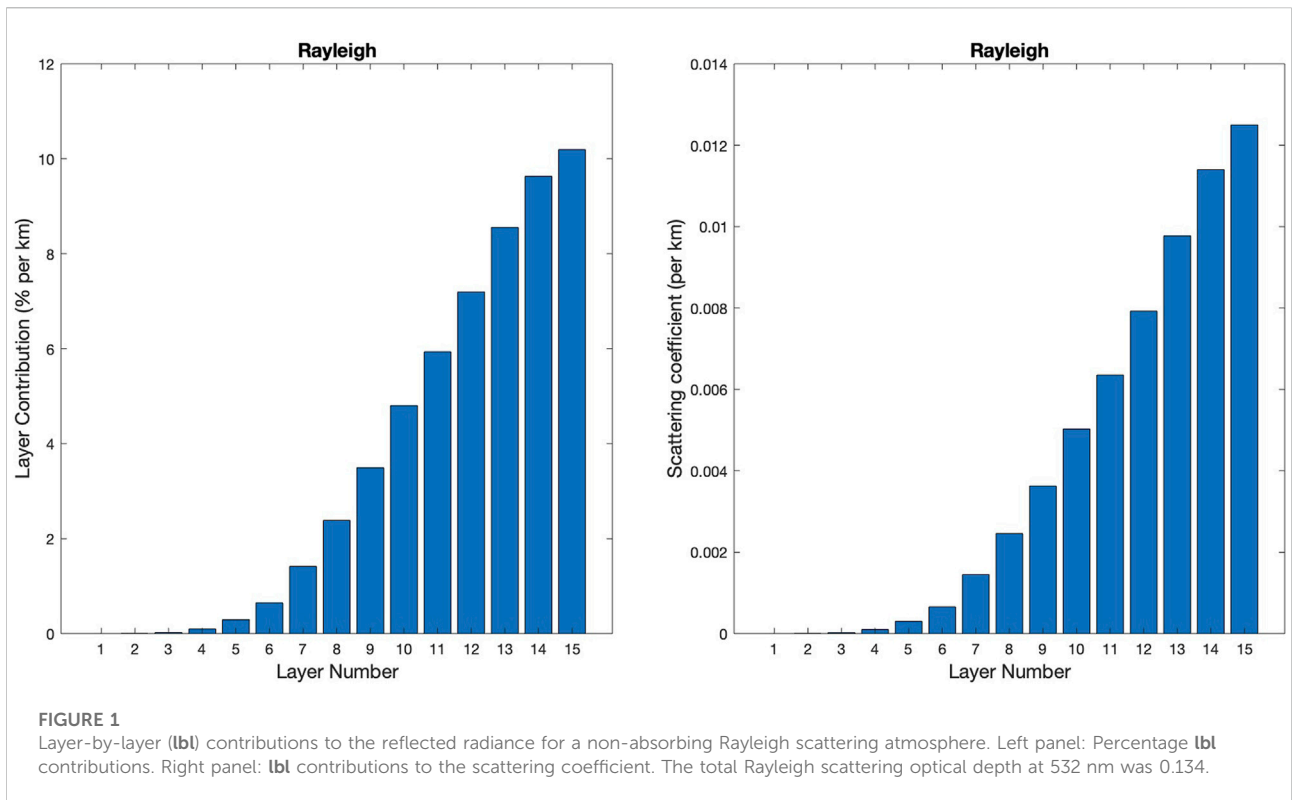 Rayleigh
12
10
8
6
4
2
0
Layer Contribution (% per km)
1 2 3 4 5 6 7 8 9 10 11 12 13 14 15
Layer Number
Rayleigh
0.014
0.012
0.01
0.008
0.006
0.004
0.002
0
Scattering coefficient (per km)
1 2 3 4 5 6 7 8 9 10 11 12 13 14 15
Layer Number
FIGURE 1
Layer-by-layer (lbl) contributions to the reflected radiance for a non-absorbing Rayleigh scattering atmosphere. Left panel: Percentage lbl
contributions. Right panel: lbl contributions to the scattering coefficient. The total Rayleigh scattering optical depth at 532 nm was 0.134.